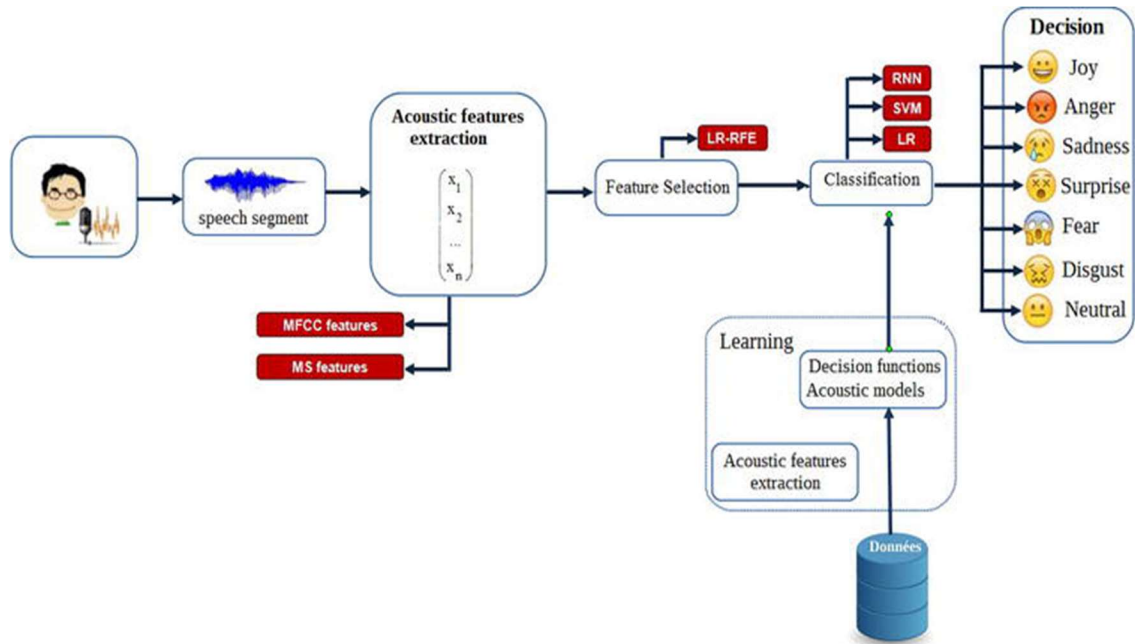 speech segment
Acoustic features
extraction
x1
x2
...
xn
MFCC features
MS features
LR-RFE
Feature Selection
RNN
SVM
LR
Classification
Decision
Joy
Anger
Sadness
Surprise
Fear
Disgust
Neutral
Learning
Decision functions
Acoustic models
Acoustic features
extraction
Données